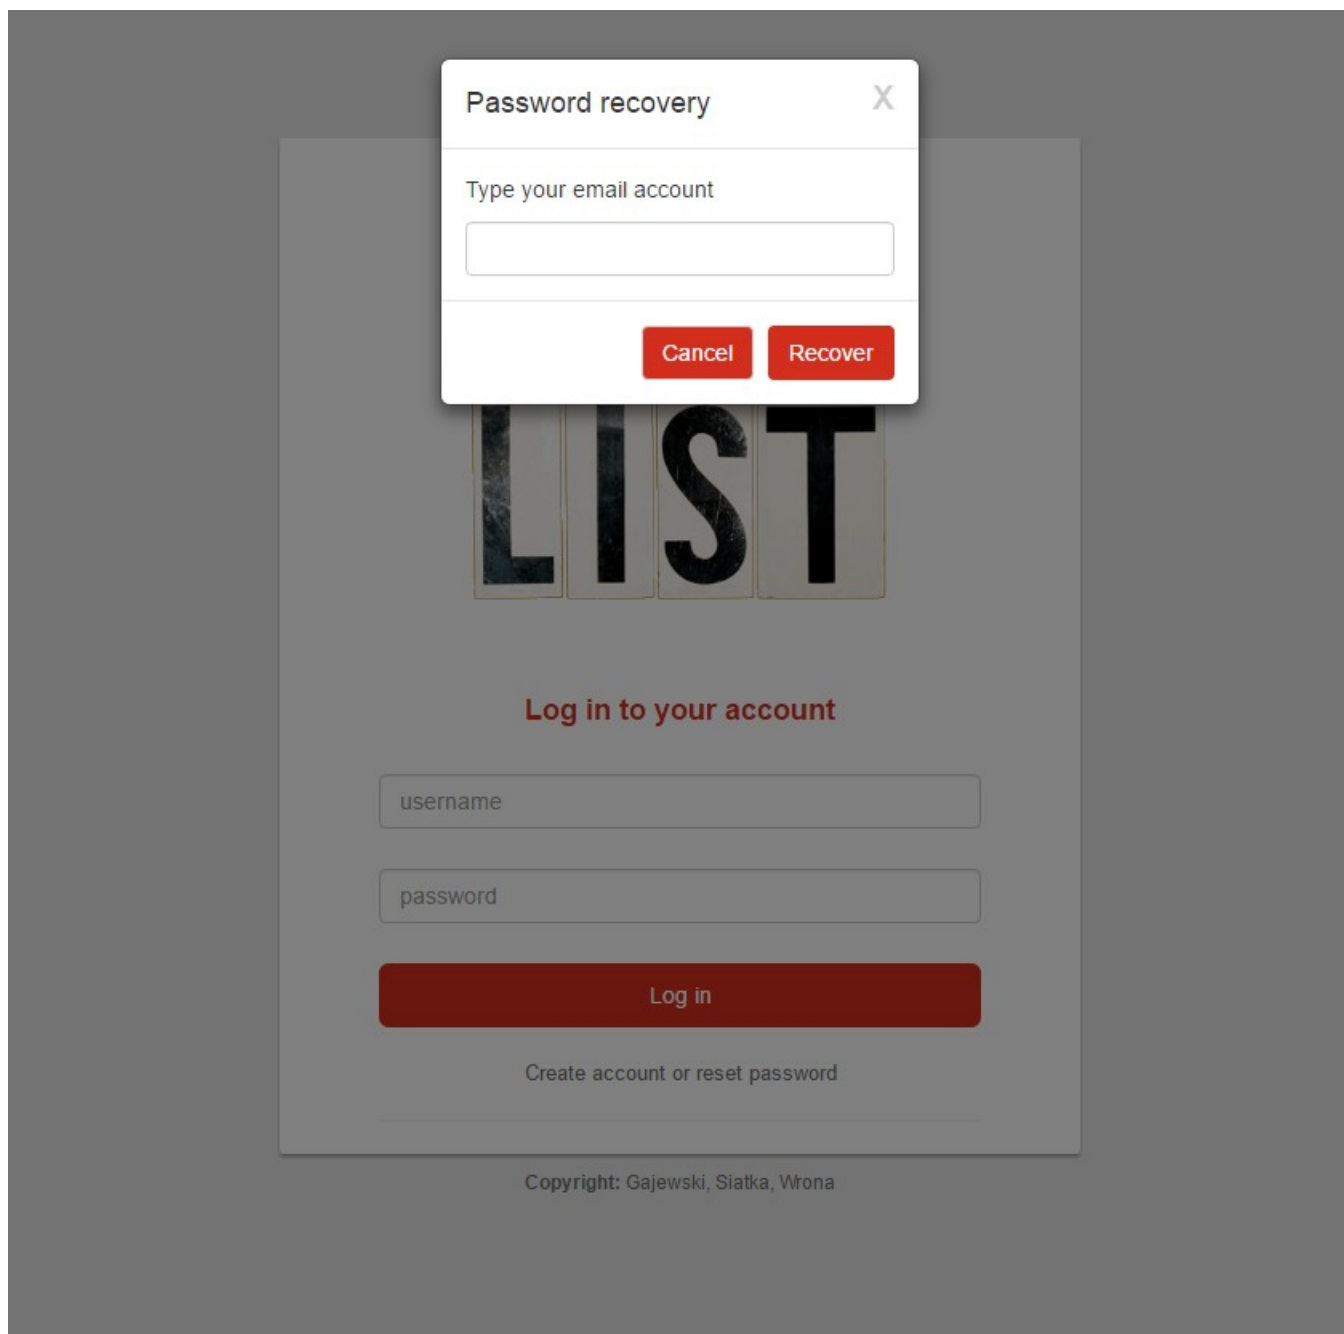 Password recovery X
Type your email account
Cancel Recover
LIST
Log in to your account
username
password
Log in
Create account or reset password
Copyright: Gajewski, Siatka, Wrona